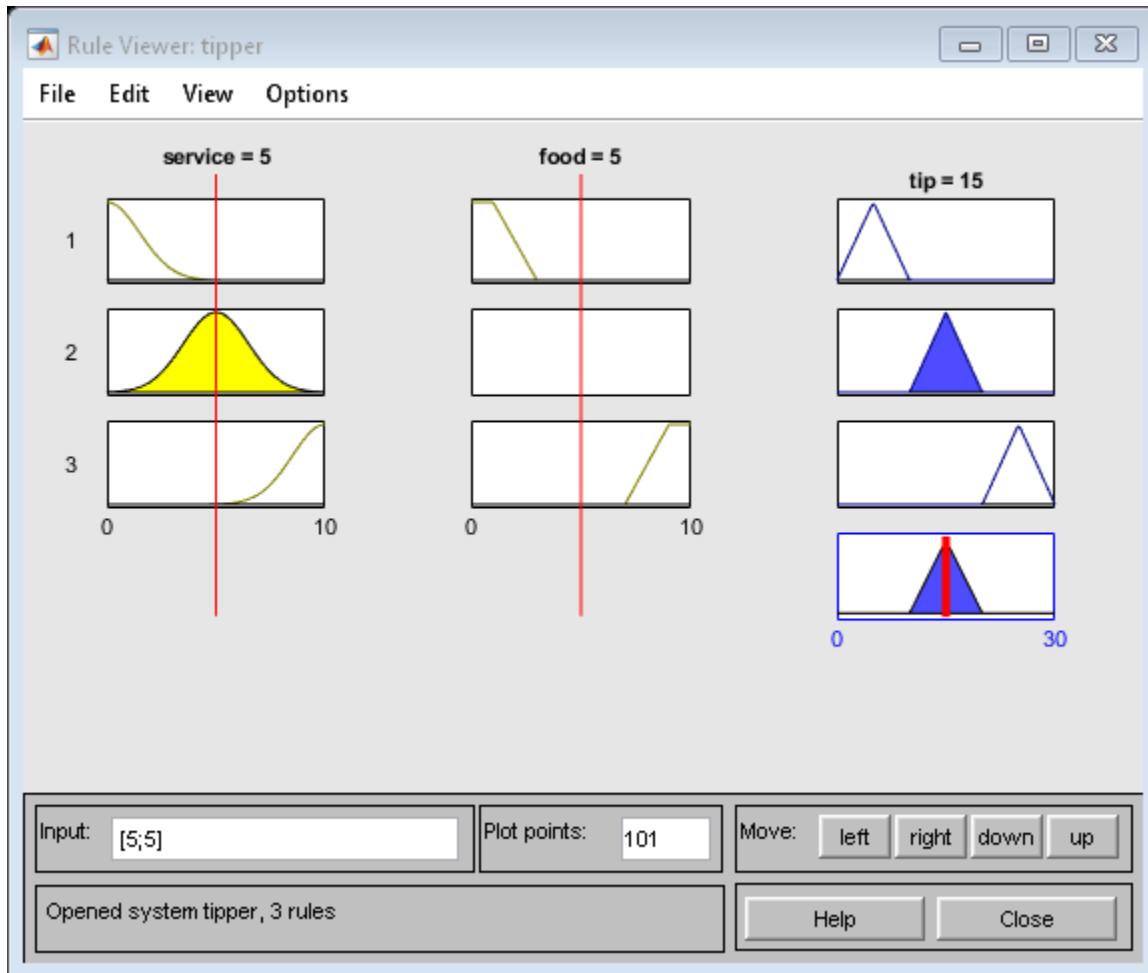 Rule Viewer: tipper
File Edit View Options
service = 5
food = 5
tip = 15
1
2
3
0 10
0 10
0 30
Input: [5;5]
Plot points: 101
Move: left right down up
Opened system tipper, 3 rules
Help Close